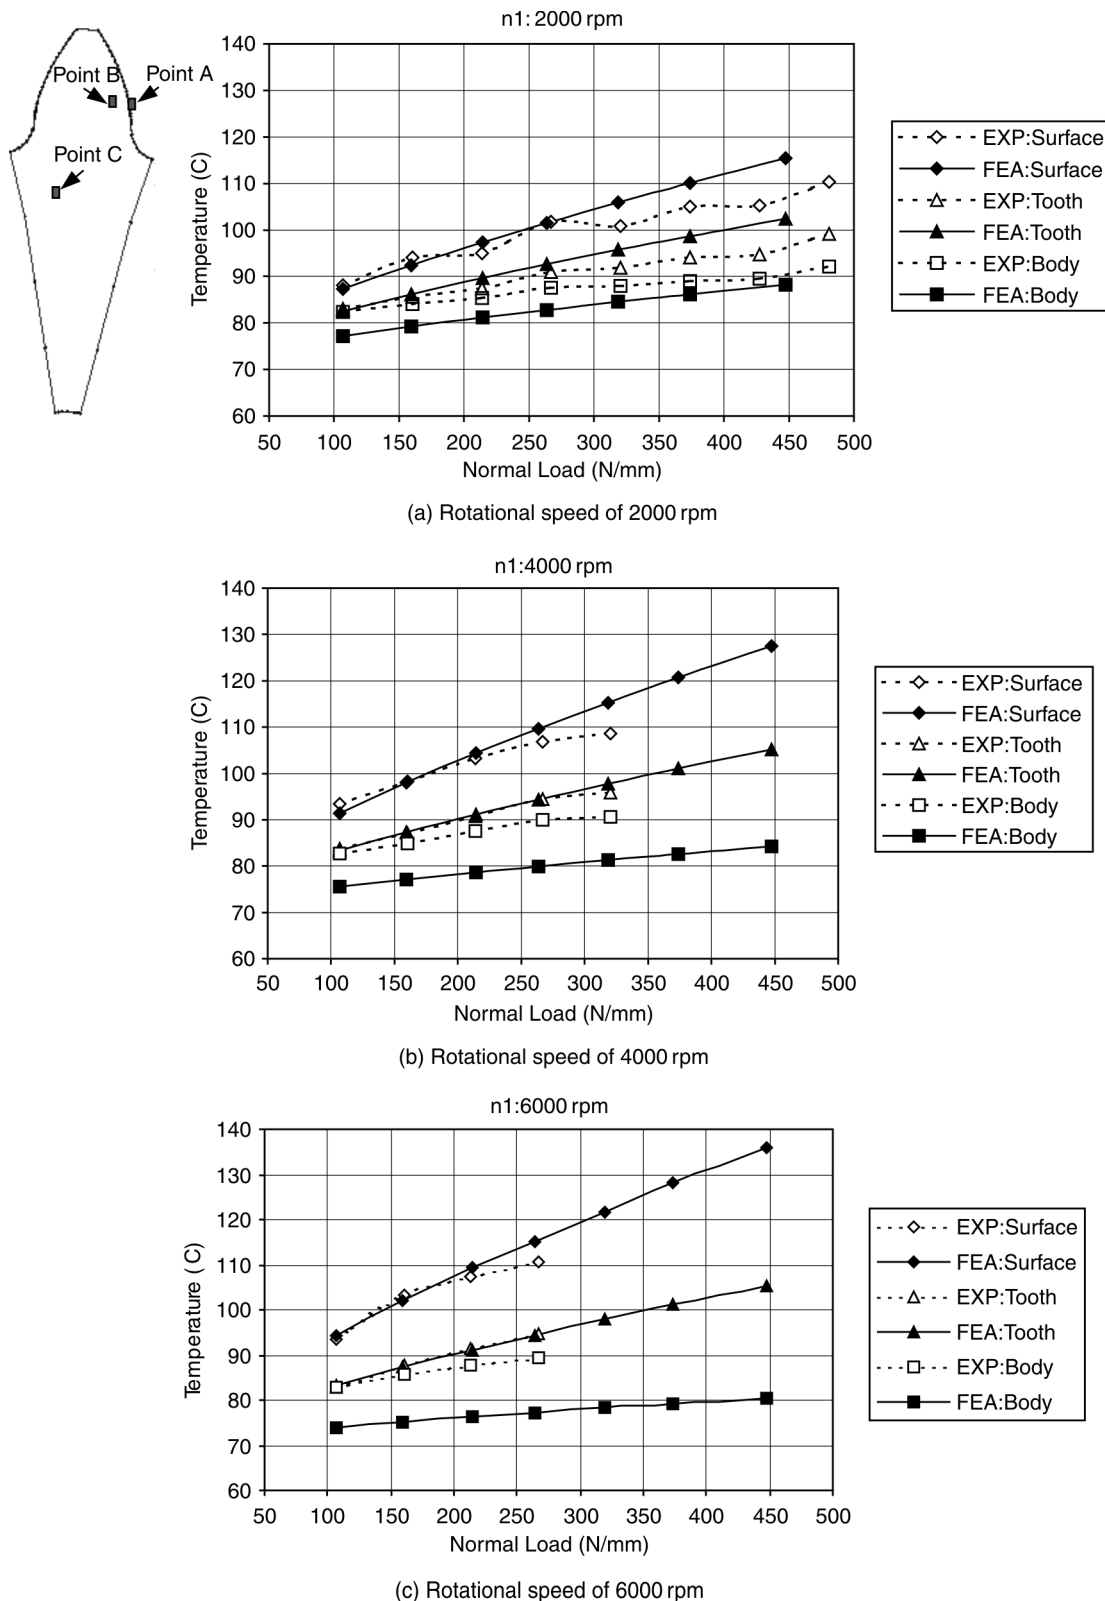 n1: 2000 rpm
Point B
Point A
Point C
140
130
120
110
100
90
80
70
60
Temperature (C)
50 100 150 200 250 300 350 400 450 500
Normal Load (N/mm)
EXP:Surface
FEA:Surface
EXP:Tooth
FEA:Tooth
EXP:Body
FEA:Body
(a) Rotational speed of 2000 rpm
n1:4000 rpm
140
130
120
110
100
90
80
70
60
Temperature (C)
50 100 150 200 250 300 350 400 450 500
Normal Load (N/mm)
EXP:Surface
FEA:Surface
EXP:Tooth
FEA:Tooth
EXP:Body
FEA:Body
(b) Rotational speed of 4000 rpm
n1:6000 rpm
140
130
120
110
100
90
80
70
60
Temperature ( C)
50 100 150 200 250 300 350 400 450 500
Normal Load (N/mm)
EXP:Surface
FEA:Surface
EXP:Tooth
FEA:Tooth
EXP:Body
FEA:Body
(c) Rotational speed of 6000 rpm